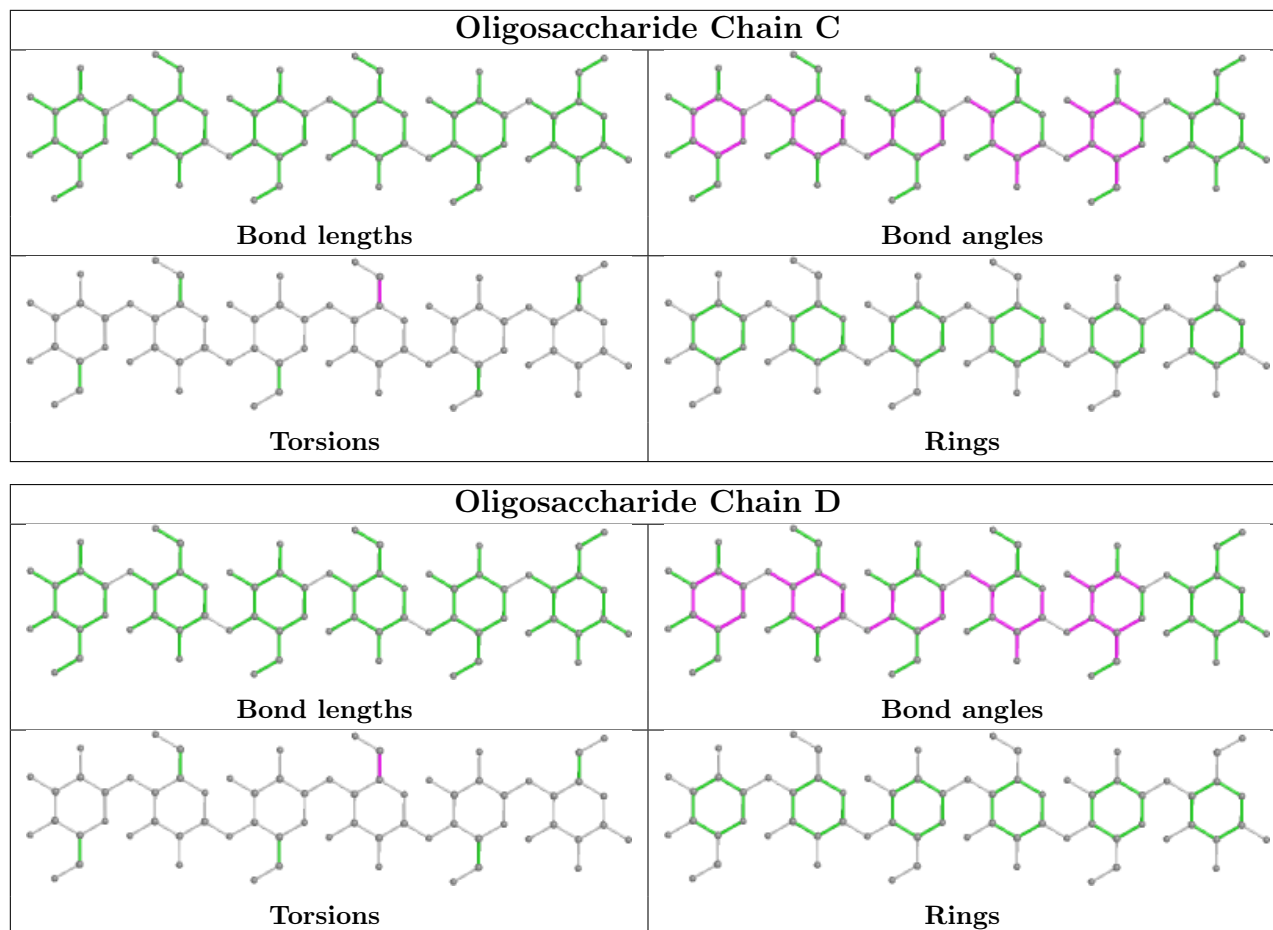 Oligosaccharide Chain C
Bond lengths
Bond angles
Torsions
Rings
Oligosaccharide Chain D
Bond lengths
Bond angles
Torsions
Rings